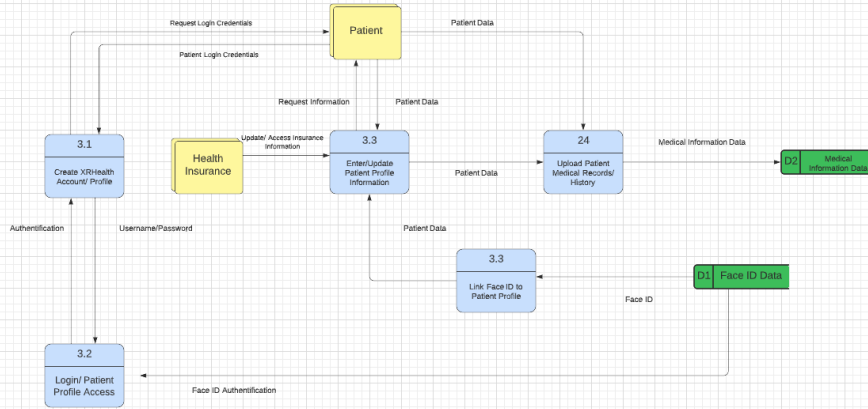 Request Login Credentials
Patient
Patient Data
Patient Login Credentials
Request Information
Patient Data
3.1
Create XRHealth
Account/ Profile
Health
Insurance
Update/ Access Insurance
Information
3.3
Enter/Update
Patient Profile
Information
Patient Data
24
Upload Patient
Medical Records/
History
Medical Information Data
D2
Medical
Information Data
Authentification
Username/Password
Patient Data
3.3
Link Face ID to
Patient Profile
Face ID
D1
Face ID Data
3.2
Login/ Patient
Profile Access
Face ID Authentification